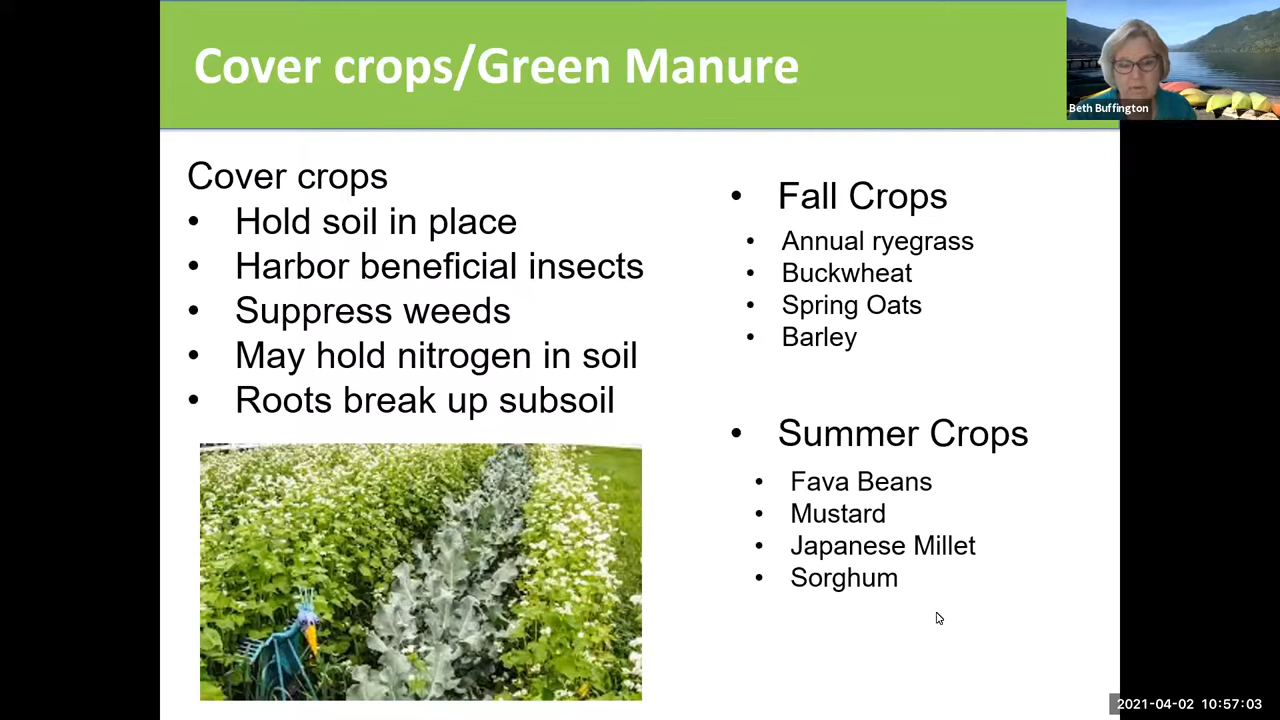 Cover crops/Green Manure
Beth Buffington
Cover crops
• Hold soil in place
• Harbor beneficial insects
• Suppress weeds
• May hold nitrogen in soil
• Roots break up subsoil
• Fall Crops
• Annual ryegrass
• Buckwheat
• Spring Oats
• Barley
• Summer Crops
• Fava Beans
• Mustard
• Japanese Millet
• Sorghum
2021-04-02 10:57:03